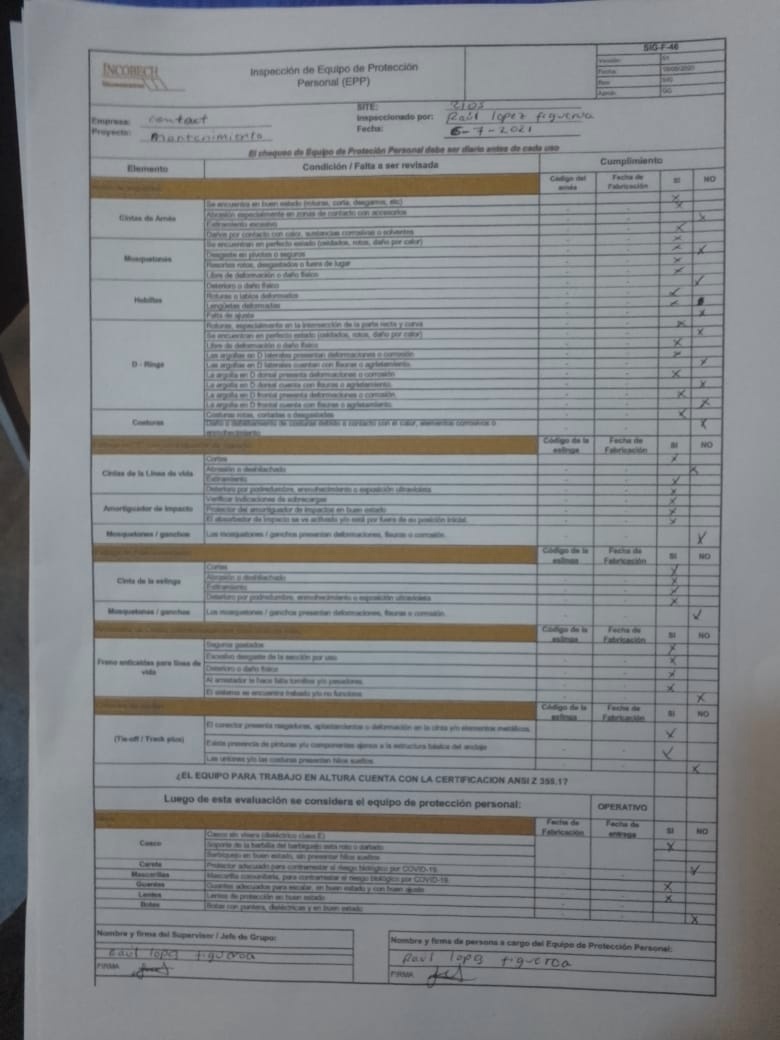 SIG-F-46
INCOBECH
Inspección de Equipo de Protección
Personal (EPP)
Versión: 01
Fecha:
Empresa: contact
Proyecto: Mantenimiento
SITE: 2105
Inspeccionado por: Raúl lopez figueroa
Fecha: 6-7-2021
El chequeo de Equipo de Protección Personal debe ser diario antes de cada uso
Elemento Condición / Falta a ser revisada Cumplimiento
Código del arnés Fecha de Fabricación SI NO
Cintas de Arnés
Se encuentra en buen estado (roturas, corta, desgarros, etc) X
Abrasión especialmente en zonas de contacto con accesorios
Estiramiento excesivo
Daños por contacto con calor, sustancias corrosivas o solventes
Mosquetones
Se encuentran en perfecto estado (oxidados, rotos, daño por calor)
Desgaste en pivotes o seguros
Resortes rotos, desgastados o fuera de lugar
Libre de deformación o daño físico
Hebillas
Deterioro o daño físico
Roturas o lados deformados
Lengüetas deformadas
Falta de ajuste
D - Rings
Roturas, especialmente en la intersección de la parte recta y curva
Se encuentran en perfecto estado (oxidados, rotos, daño por calor)
Libre de deformación o daño físico
Las argollas en D laterales presentan deformaciones o corrosión
Las argollas en D laterales cuentan con fisuras o agrietamiento.
La argolla en D dorsal presenta deformaciones o corrosión
La argolla en D dorsal cuenta con fisuras o agrietamiento.
La argolla en D frontal presenta deformaciones o corrosión
La argolla en D frontal cuenta con fisuras o agrietamiento.
Costuras
Costuras rotas, cortadas o desgastadas
Daño o debilitamiento de costuras debido a contacto con el calor, elementos corrosivos o
enmohecimiento
Código de la eslinga Fecha de Fabricación SI NO
Cintas de la Línea de vida
Cortes
Abrasión o deshilachado
Estiramiento
Deterioro por podredumbre, enmohecimiento o exposición ultravioleta
Amortiguador de impacto
Verificar indicaciones de sobrecargas
Protector del amortiguador de impactos en buen estado
El absorbedor de impacto se ve activado y/o está por fuera de su posición inicial.
Mosquetones / ganchos Los mosquetones / ganchos presentan deformaciones, fisuras o corrosión.
Código de la eslinga Fecha de Fabricación SI NO
Cinta de la eslinga
Cortes
Abrasión o deshilachado
Estiramiento
Deterioro por podredumbre, enmohecimiento o exposición ultravioleta
Mosquetones / ganchos Los mosquetones / ganchos presentan deformaciones, fisuras o corrosión.
Código de la eslinga Fecha de Fabricación SI NO
Freno anticaídas para línea de vida
Seguros gastados
Excesivo desgaste de la sección por uso
Deterioro o daño físico
Al arrestador le hace falta tornillos y/o pasadores
El sistema se encuentra trabado y/o no funciona
Código de la eslinga Fecha de Fabricación SI NO
(Tie-off / Track plus)
El conector presenta rasgaduras, aplastamientos o deformación en la cinta y/o elementos metálicos.
Existe presencia de pinturas y/o componentes ajenos a la estructura básica del anclaje
Las uniones y/o las costuras presentan hilos sueltos
¿EL EQUIPO PARA TRABAJO EN ALTURA CUENTA CON LA CERTIFICACION ANSI Z 359.1?
Luego de esta evaluación se considera el equipo de protección personal: OPERATIVO
Fecha de Fabricación Fecha de entrega SI NO
Casco
Casco sin visera (dieléctrico clase E)
Soporte de la barbilla del barbiquejo está roto o dañado
Barbiquejo en buen estado, sin presentar hilos sueltos
Careta Protector adecuado para contrarrestar el riesgo biológico por COVID-19.
Mascarillas Mascarilla comunitaria, para contrarrestar el riesgo biológico por COVID-19.
Guantes Guantes adecuados para escalar, en buen estado y con buen ajuste
Lentes Lentes de protección en buen estado
Botas Botas con puntera, dieléctricas y en buen estado
Nombre y firma del Supervisor / Jefe de Grupo:
Raúl lopez figueroa
FIRMA
Nombre y firma de persona a cargo del Equipo de Protección Personal:
Raúl lopez figueroa
FIRMA